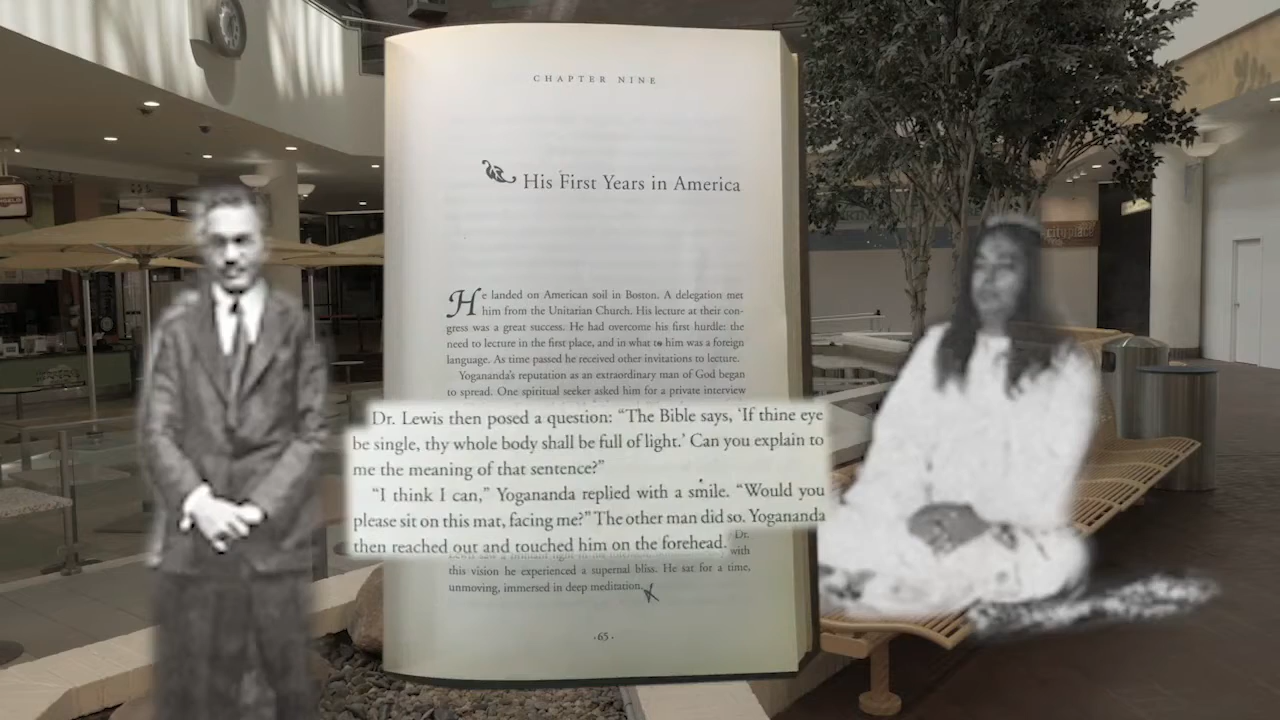 CHAPTER NINE
His First Years in America
He landed on American soil in Boston. A delegation met
him from the Unitarian Church. His lecture at their con-
gress was a great success. He had overcome his first hurdle: the
need to lecture in the first place, and in what to him was a foreign
language. As time passed he received other invitations to lecture.
Yogananda's reputation as an extraordinary man of God began
to spread. One spiritual seeker asked him for a private interview
Dr. Lewis then posed a question: “The Bible says, ‘If thine eye
be single, thy whole body shall be full of light.’ Can you explain to
me the meaning of that sentence?”
“I think I can,” Yogananda replied with a smile. “Would you
please sit on this mat, facing me?” The other man did so. Yogananda
then reached out and touched him on the forehead.
Dr.
with
this vision he experienced a supernal bliss. He sat for a time,
unmoving, immersed in deep meditation.
·65·